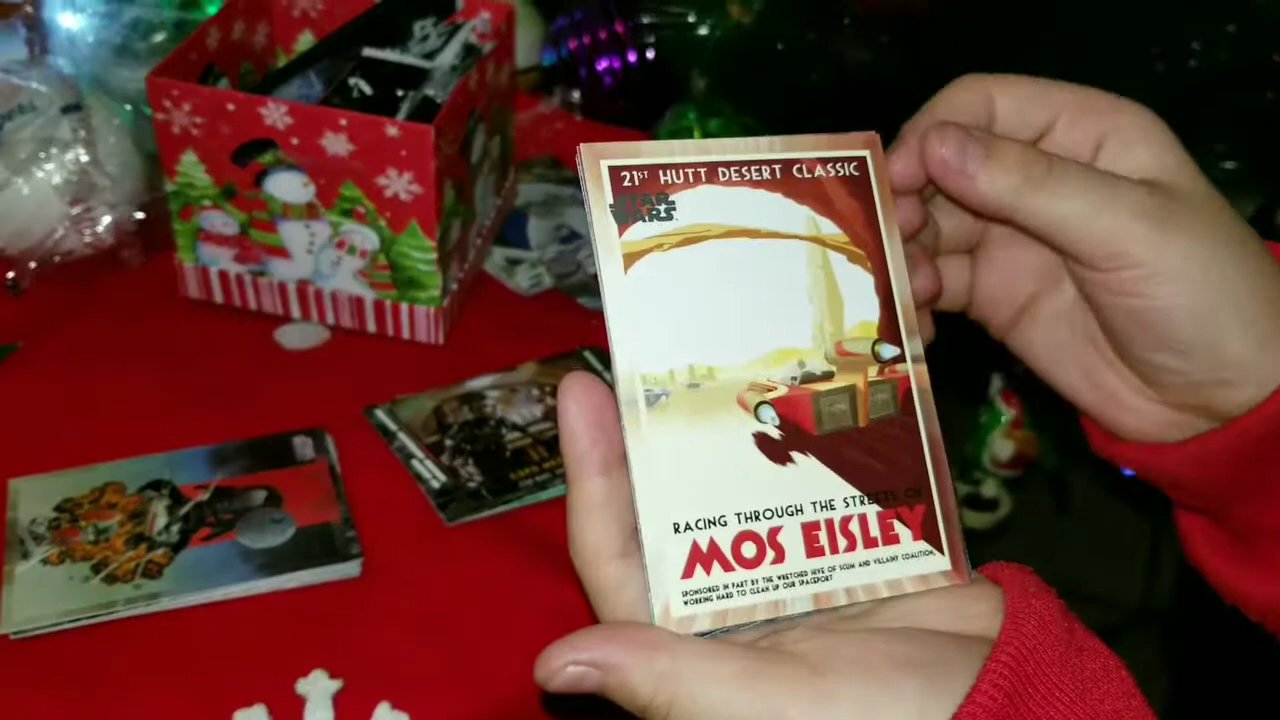 21ST HUTT DESERT CLASSIC
STAR
WARS
RACING THROUGH THE STREETS OF
MOS EISLEY
SPONSORED IN PART BY THE WRETCHED HIVE OF SCUM AND VILLAINY COALITION,
WORKING HARD TO CLEAN UP OUR SPACEPORT